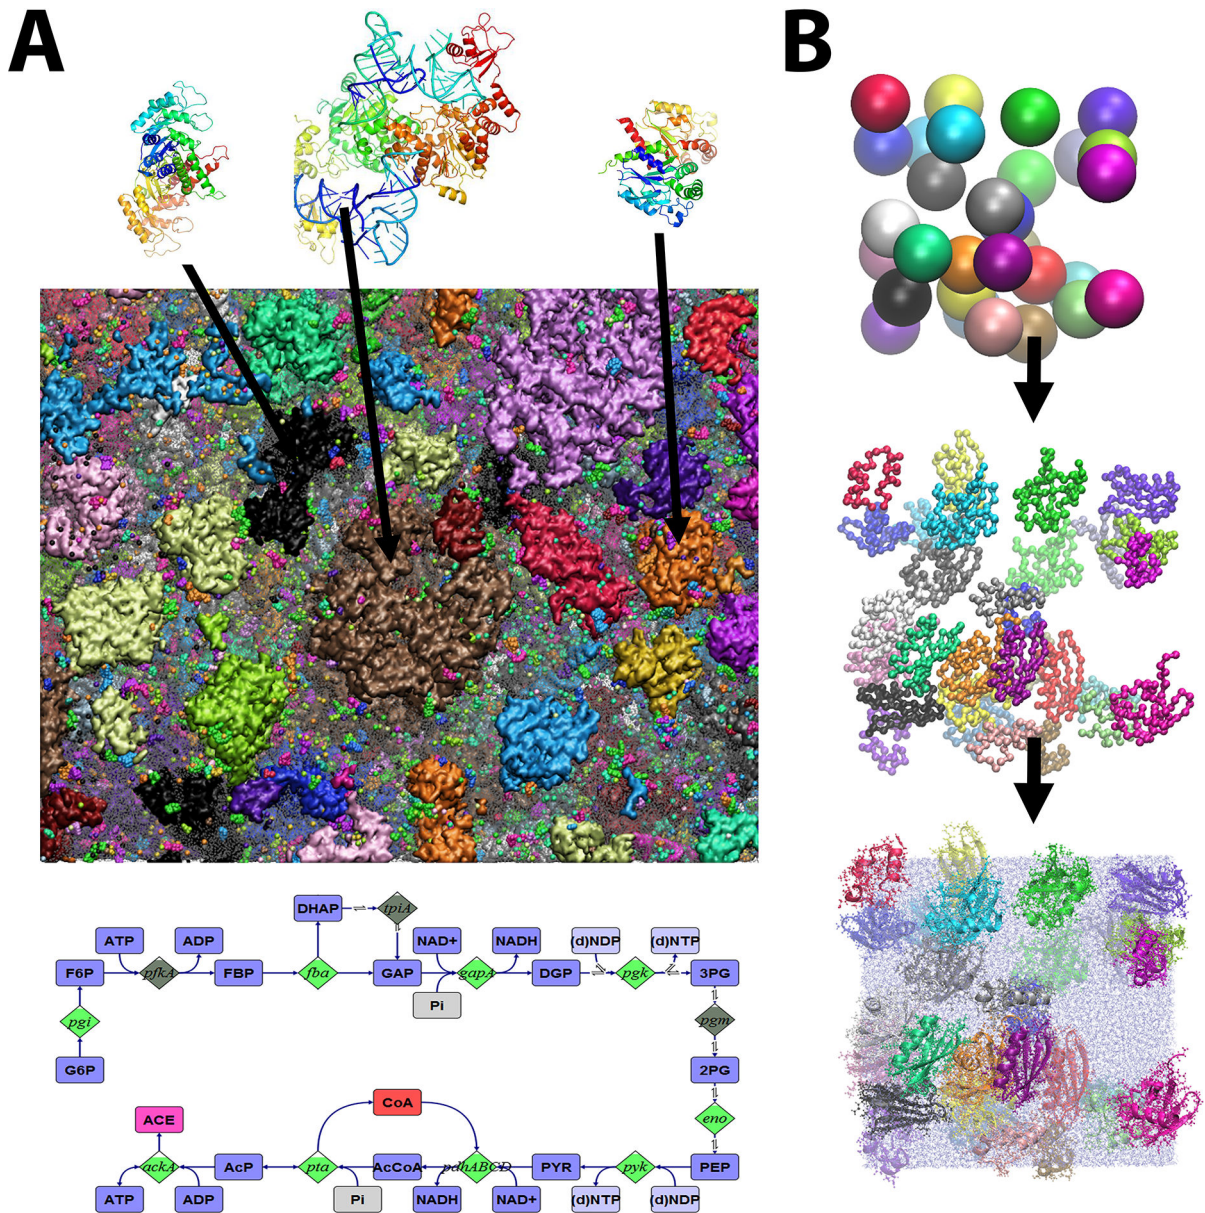 A
B
DHAP
tpiA
ATP
ADP
NAD+
NADH
(d)NDP
(d)NTP
F6P
pfkA
FBP
fba
GAP
gapA
DGP
pgk
3PG
Pi
pgi
pgm
G6P
2PG
CoA
ACE
eno
ackA
AcP
pta
AcCoA
pdhABCD
PYR
pyk
PEP
ATP
ADP
Pi
NADH
NAD+
(d)NTP
(d)NDP